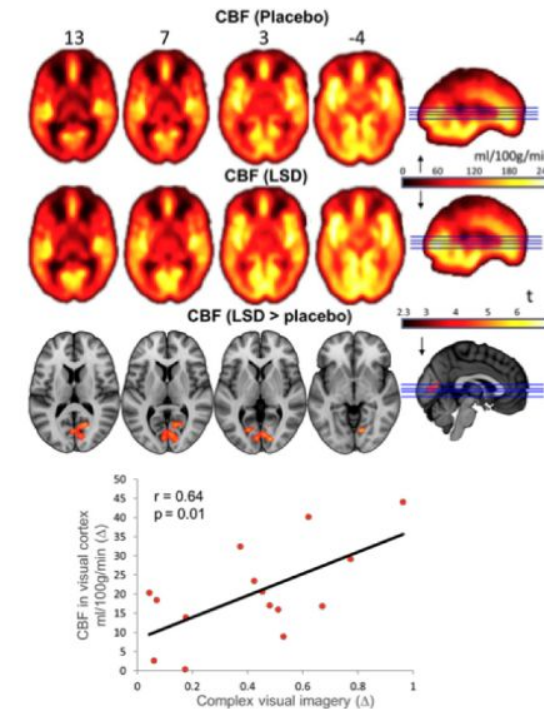 CBF (Placebo)
13 7 3 -4
ml/100g/min
0 60 120 180 24
CBF (LSD)
t
CBF (LSD > placebo)
2.3 3 4 5 6
50
45
40
35
30
25
20
15
10
5
0
r = 0.64
p = 0.01
CBF in visual cortex
ml/100g/min (Δ)
0 0.2 0.4 0.6 0.8 1
Complex visual imagery (Δ)